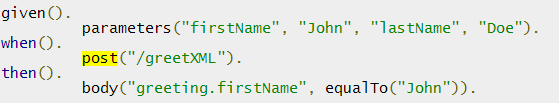 given().
parameters("firstName", "John", "lastName", "Doe").
when().
post("/greetXML").
then().
body("greeting.firstName", equalTo("John")).